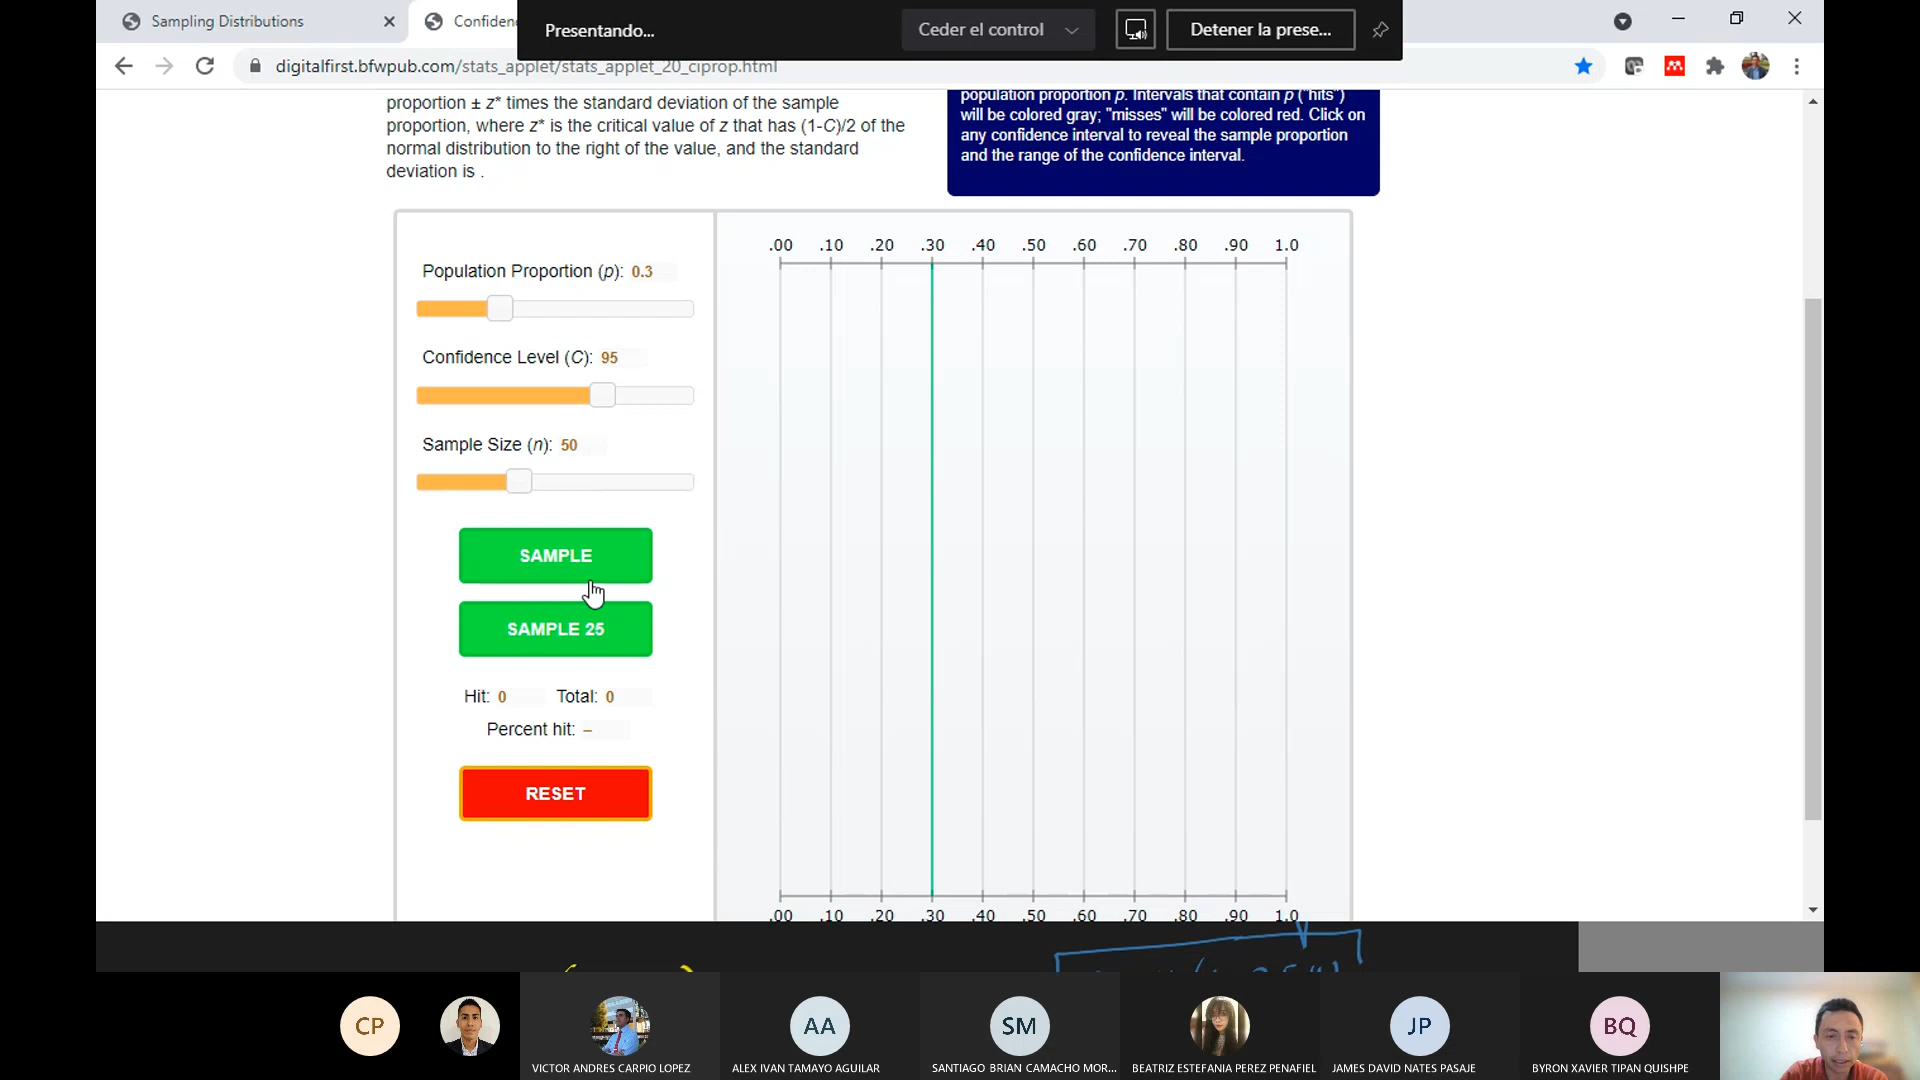 Sampling Distributions
Confiden
Presentando...
Ceder el control
Detener la prese...
digitalfirst.bfwpub.com/stats_applet/stats_applet_20_ciprop.html
proportion ± z* times the standard deviation of the sample
proportion, where z* is the critical value of z that has (1-C)/2 of the
normal distribution to the right of the value, and the standard
deviation is .
population proportion p. Intervals that contain p ("hits")
will be colored gray; "misses" will be colored red. Click on
any confidence interval to reveal the sample proportion
and the range of the confidence interval.
Population Proportion (p): 0.3
Confidence Level (C): 95
Sample Size (n): 50
SAMPLE
SAMPLE 25
Hit: 0 Total: 0
Percent hit: –
RESET
.00 .10 .20 .30 .40 .50 .60 .70 .80 .90 1.0
.00 .10 .20 .30 .40 .50 .60 .70 .80 .90 1.0
CP
AA
SM
JP
BQ
VICTOR ANDRES CARPIO LOPEZ
ALEX IVAN TAMAYO AGUILAR
SANTIAGO BRIAN CAMACHO MOR...
BEATRIZ ESTEFANIA PEREZ PENAFIEL
JAMES DAVID NATES PASAJE
BYRON XAVIER TIPAN QUISHPE